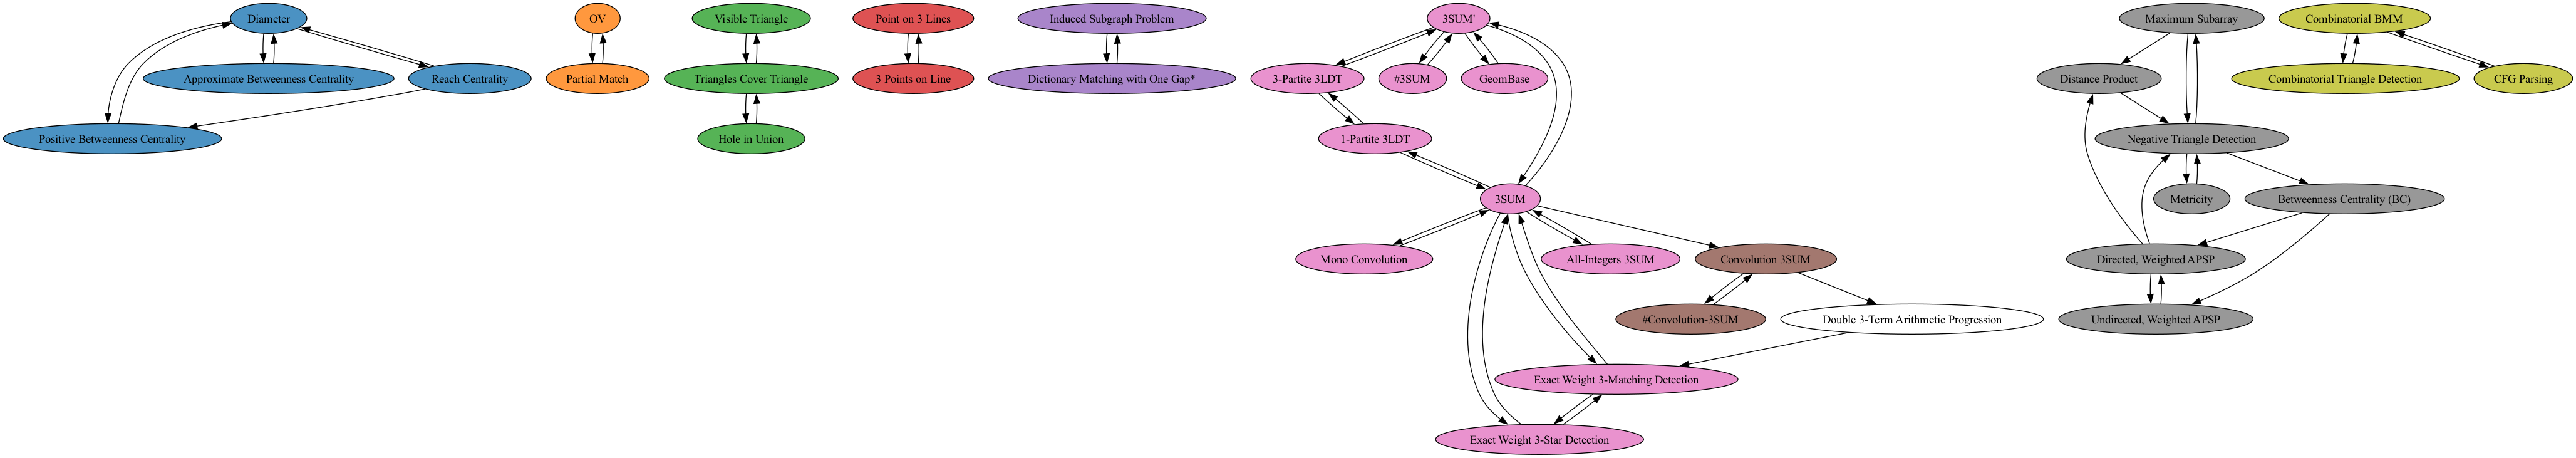 Diameter
OV
Visible Triangle
Point on 3 Lines
Induced Subgraph Problem
3SUM'
Maximum Subarray
Combinatorial BMM
Approximate Betweenness Centrality
Reach Centrality
Partial Match
Triangles Cover Triangle
3 Points on Line
Dictionary Matching with One Gap*
3-Partite 3LDT
#3SUM
GeomBase
Distance Product
Combinatorial Triangle Detection
CFG Parsing
Positive Betweenness Centrality
Hole in Union
1-Partite 3LDT
Negative Triangle Detection
3SUM
Metricity
Betweenness Centrality (BC)
Mono Convolution
All-Integers 3SUM
Convolution 3SUM
Directed, Weighted APSP
#Convolution-3SUM
Double 3-Term Arithmetic Progression
Undirected, Weighted APSP
Exact Weight 3-Matching Detection
Exact Weight 3-Star Detection